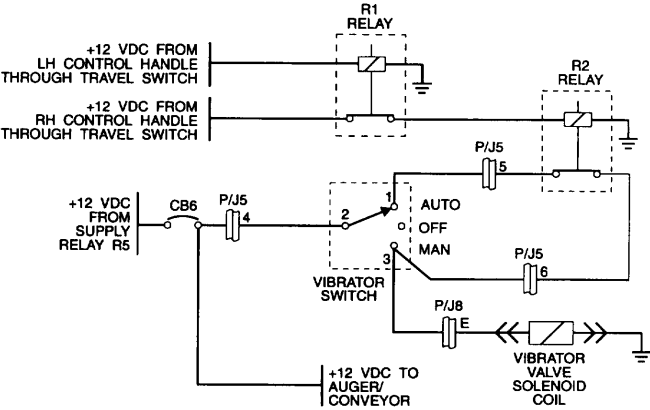 R1
RELAY
+12 VDC FROM
LH CONTROL HANDLE
THROUGH TRAVEL SWITCH
R2
RELAY
+12 VDC FROM
RH CONTROL HANDLE
THROUGH TRAVEL SWITCH
P/J5
5
+12 VDC
FROM
SUPPLY
RELAY R5
CB6
P/J5
4
1
AUTO
2
OFF
MAN
3
VIBRATOR
SWITCH
P/J5
6
P/J8
E
VIBRATOR
VALVE
SOLENOID
COIL
+12 VDC TO
AUGER/
CONVEYOR